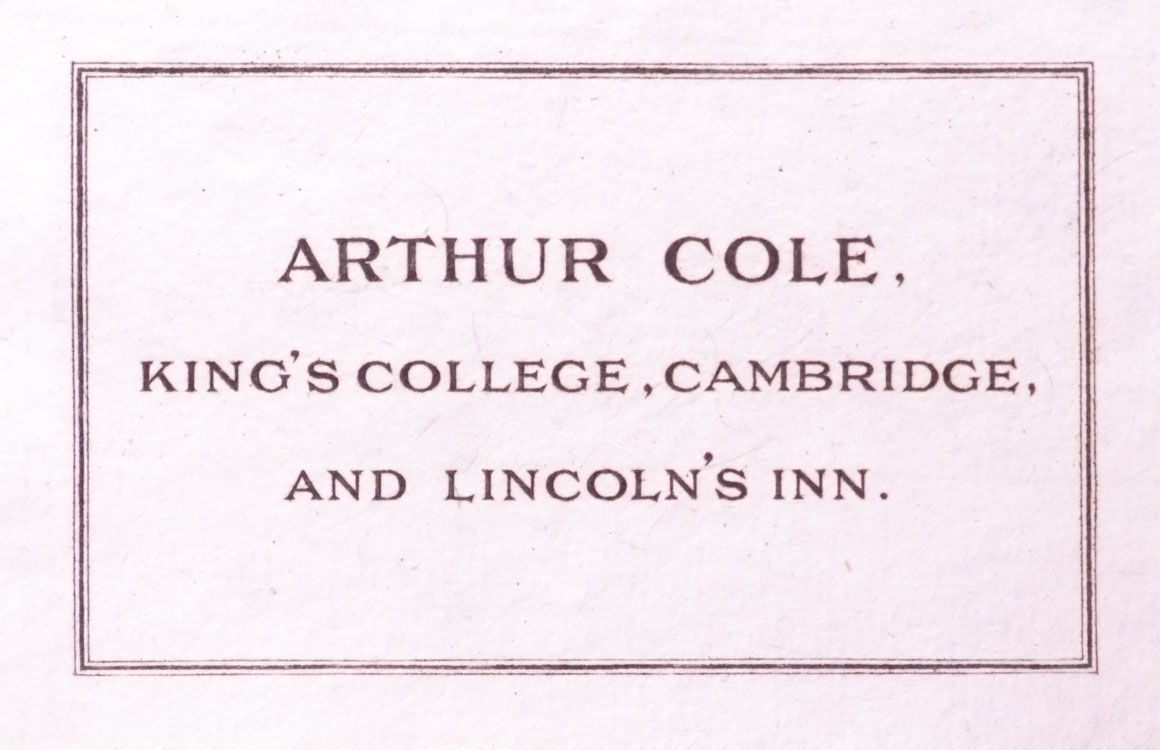 ARTHUR COLE,
KING'S COLLEGE, CAMBRIDGE,
AND LINCOLN'S INN.